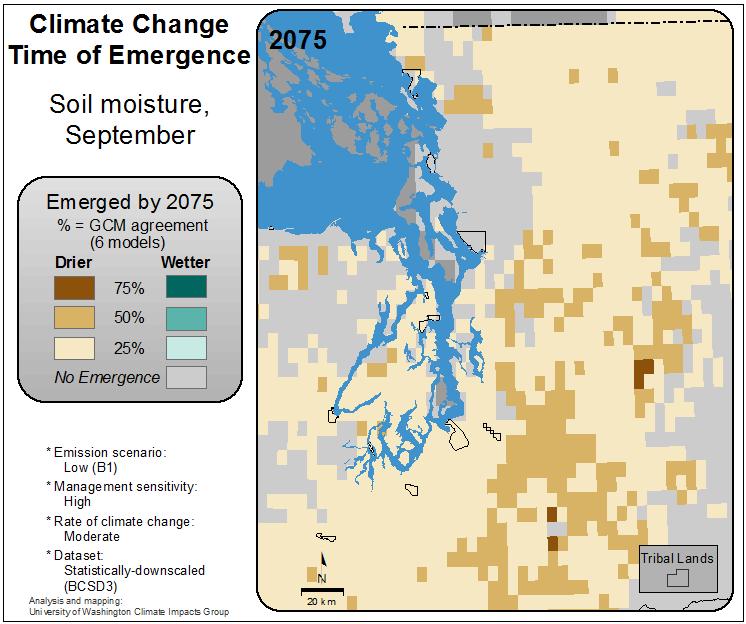 Climate Change
Time of Emergence
Soil moisture,
September
Emerged by 2075
% = GCM agreement
(6 models)
Drier Wetter
75%
50%
25%
No Emergence
* Emission scenario:
Low (B1)
* Management sensitivity:
High
* Rate of climate change:
Moderate
* Dataset:
Statistically-downscaled
(BCSD3)
Analysis and mapping:
University of Washington Climate Impacts Group
2075
N
20 km
Tribal Lands